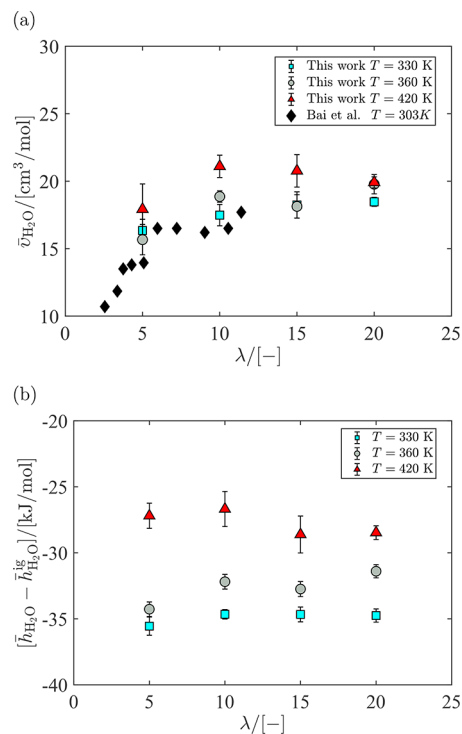 (a)
30
25
20
15
10
0 5 10 15 20 25
v̄H₂O/[cm³/mol]
λ/[−]
This work T = 330 K
This work T = 360 K
This work T = 420 K
Bai et al. T = 303K
(b)
-20
-25
-30
-35
-40
0 5 10 15 20 25
[h̄H₂O − h̄ⁱᵍH₂O]/[kJ/mol]
λ/[−]
T = 330 K
T = 360 K
T = 420 K